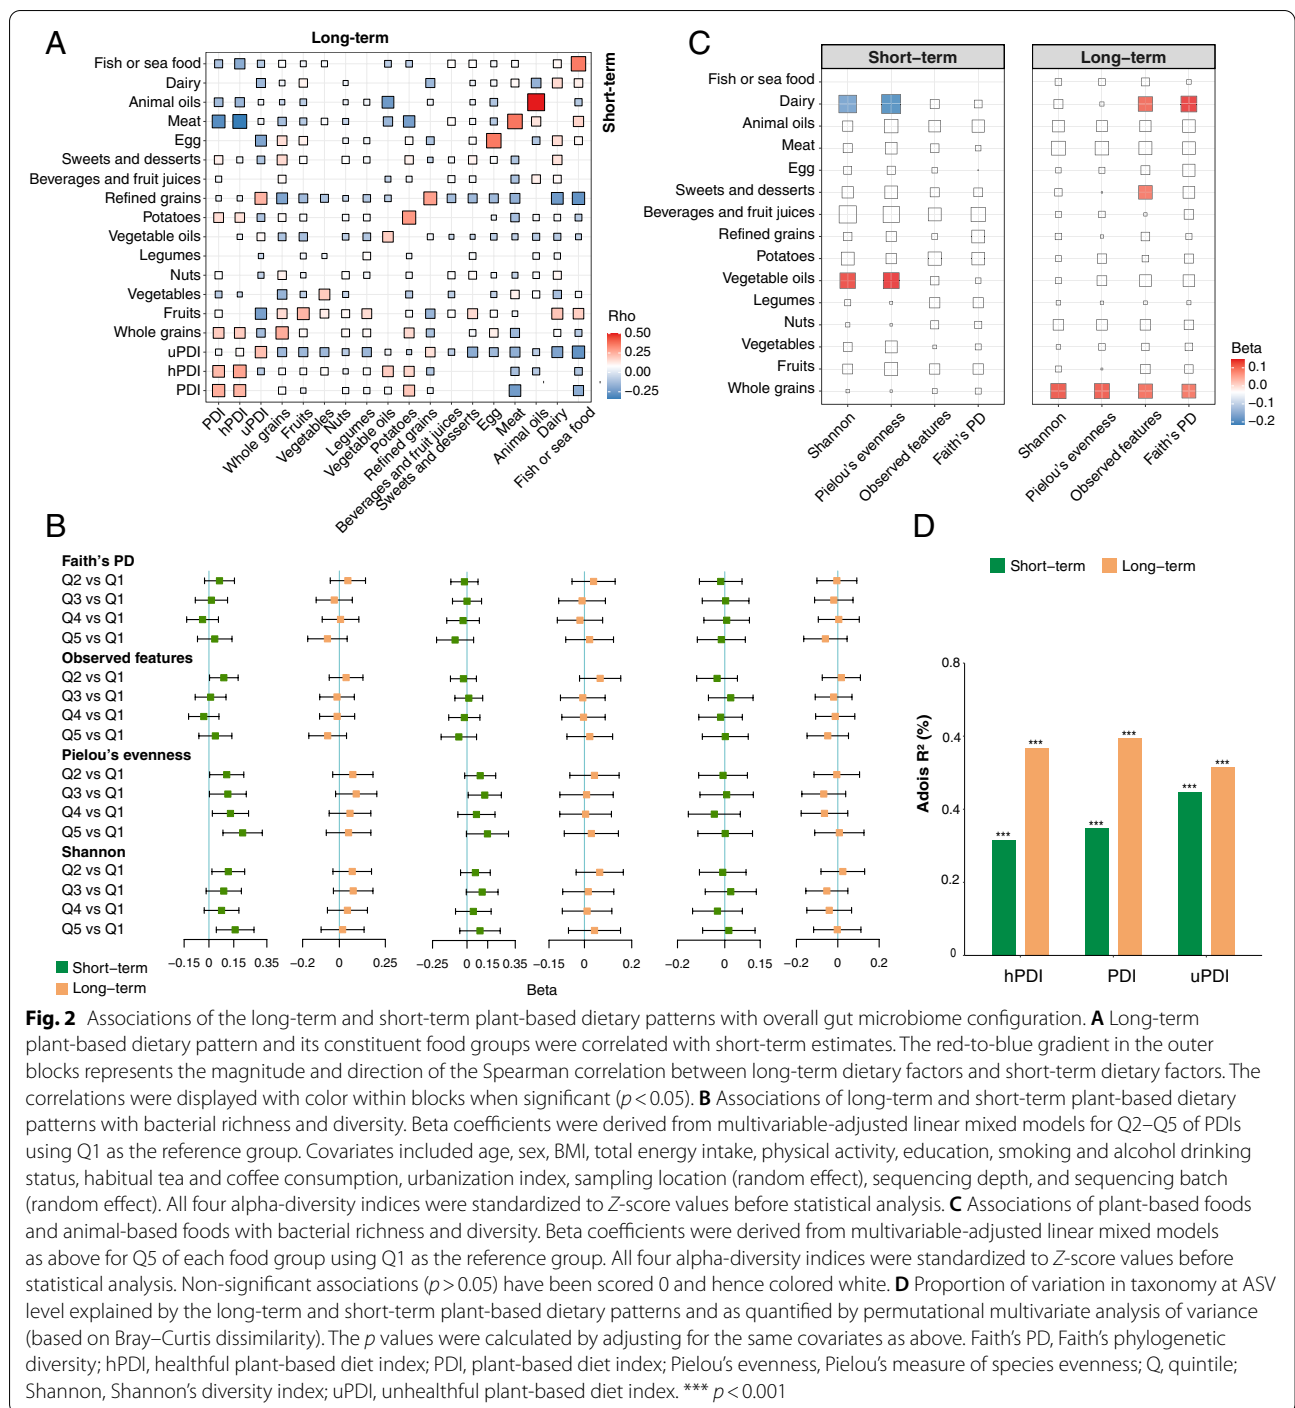 A
Long-term
Short-term
Fish or sea food
Dairy
Animal oils
Meat
Egg
Sweets and desserts
Beverages and fruit juices
Refined grains
Potatoes
Vegetable oils
Legumes
Nuts
Vegetables
Fruits
Whole grains
uPDI
hPDI
PDI
Rho
0.50
0.25
0.00
−0.25
PDI
hPDI
uPDI
Whole grains
Fruits
Vegetables
Nuts
Legumes
Vegetable oils
Potatoes
Refined grains
Beverages and fruit juices
Sweets and desserts
Egg
Meat
Animal oils
Dairy
Fish or sea food
C
Short−term
Long−term
Fish or sea food
Dairy
Animal oils
Meat
Egg
Sweets and desserts
Beverages and fruit juices
Refined grains
Potatoes
Vegetable oils
Legumes
Nuts
Vegetables
Fruits
Whole grains
Shannon
Pielou's evenness
Observed features
Faith's PD
Shannon
Pielou's evenness
Observed features
Faith's PD
Beta
0.1
0.0
−0.1
−0.2
B
Faith's PD
Q2 vs Q1
Q3 vs Q1
Q4 vs Q1
Q5 vs Q1
Observed features
Q2 vs Q1
Q3 vs Q1
Q4 vs Q1
Q5 vs Q1
Pielou's evenness
Q2 vs Q1
Q3 vs Q1
Q4 vs Q1
Q5 vs Q1
Shannon
Q2 vs Q1
Q3 vs Q1
Q4 vs Q1
Q5 vs Q1
−0.15 0 0.15 0.35
−0.2 0 0.25
−0.25 0 0.15 0.35
−0.15 0 0.2
−0.2 0 0.15
−0.2 0 0.2
Short−term
Long−term
Beta
D
Short−term
Long−term
Adois R² (%)
0.8
0.4
0.4
0.2
0
***
***
***
***
***
***
hPDI
PDI
uPDI
Fig. 2 Associations of the long-term and short-term plant-based dietary patterns with overall gut microbiome configuration. A Long-term
plant-based dietary pattern and its constituent food groups were correlated with short-term estimates. The red-to-blue gradient in the outer
blocks represents the magnitude and direction of the Spearman correlation between long-term dietary factors and short-term dietary factors. The
correlations were displayed with color within blocks when significant (p < 0.05). B Associations of long-term and short-term plant-based dietary
patterns with bacterial richness and diversity. Beta coefficients were derived from multivariable-adjusted linear mixed models for Q2–Q5 of PDIs
using Q1 as the reference group. Covariates included age, sex, BMI, total energy intake, physical activity, education, smoking and alcohol drinking
status, habitual tea and coffee consumption, urbanization index, sampling location (random effect), sequencing depth, and sequencing batch
(random effect). All four alpha-diversity indices were standardized to Z-score values before statistical analysis. C Associations of plant-based foods
and animal-based foods with bacterial richness and diversity. Beta coefficients were derived from multivariable-adjusted linear mixed models
as above for Q5 of each food group using Q1 as the reference group. All four alpha-diversity indices were standardized to Z-score values before
statistical analysis. Non-significant associations (p > 0.05) have been scored 0 and hence colored white. D Proportion of variation in taxonomy at ASV
level explained by the long-term and short-term plant-based dietary patterns and as quantified by permutational multivariate analysis of variance
(based on Bray–Curtis dissimilarity). The p values were calculated by adjusting for the same covariates as above. Faith's PD, Faith's phylogenetic
diversity; hPDI, healthful plant-based diet index; PDI, plant-based diet index; Pielou's evenness, Pielou's measure of species evenness; Q, quintile;
Shannon, Shannon's diversity index; uPDI, unhealthful plant-based diet index. *** p < 0.001